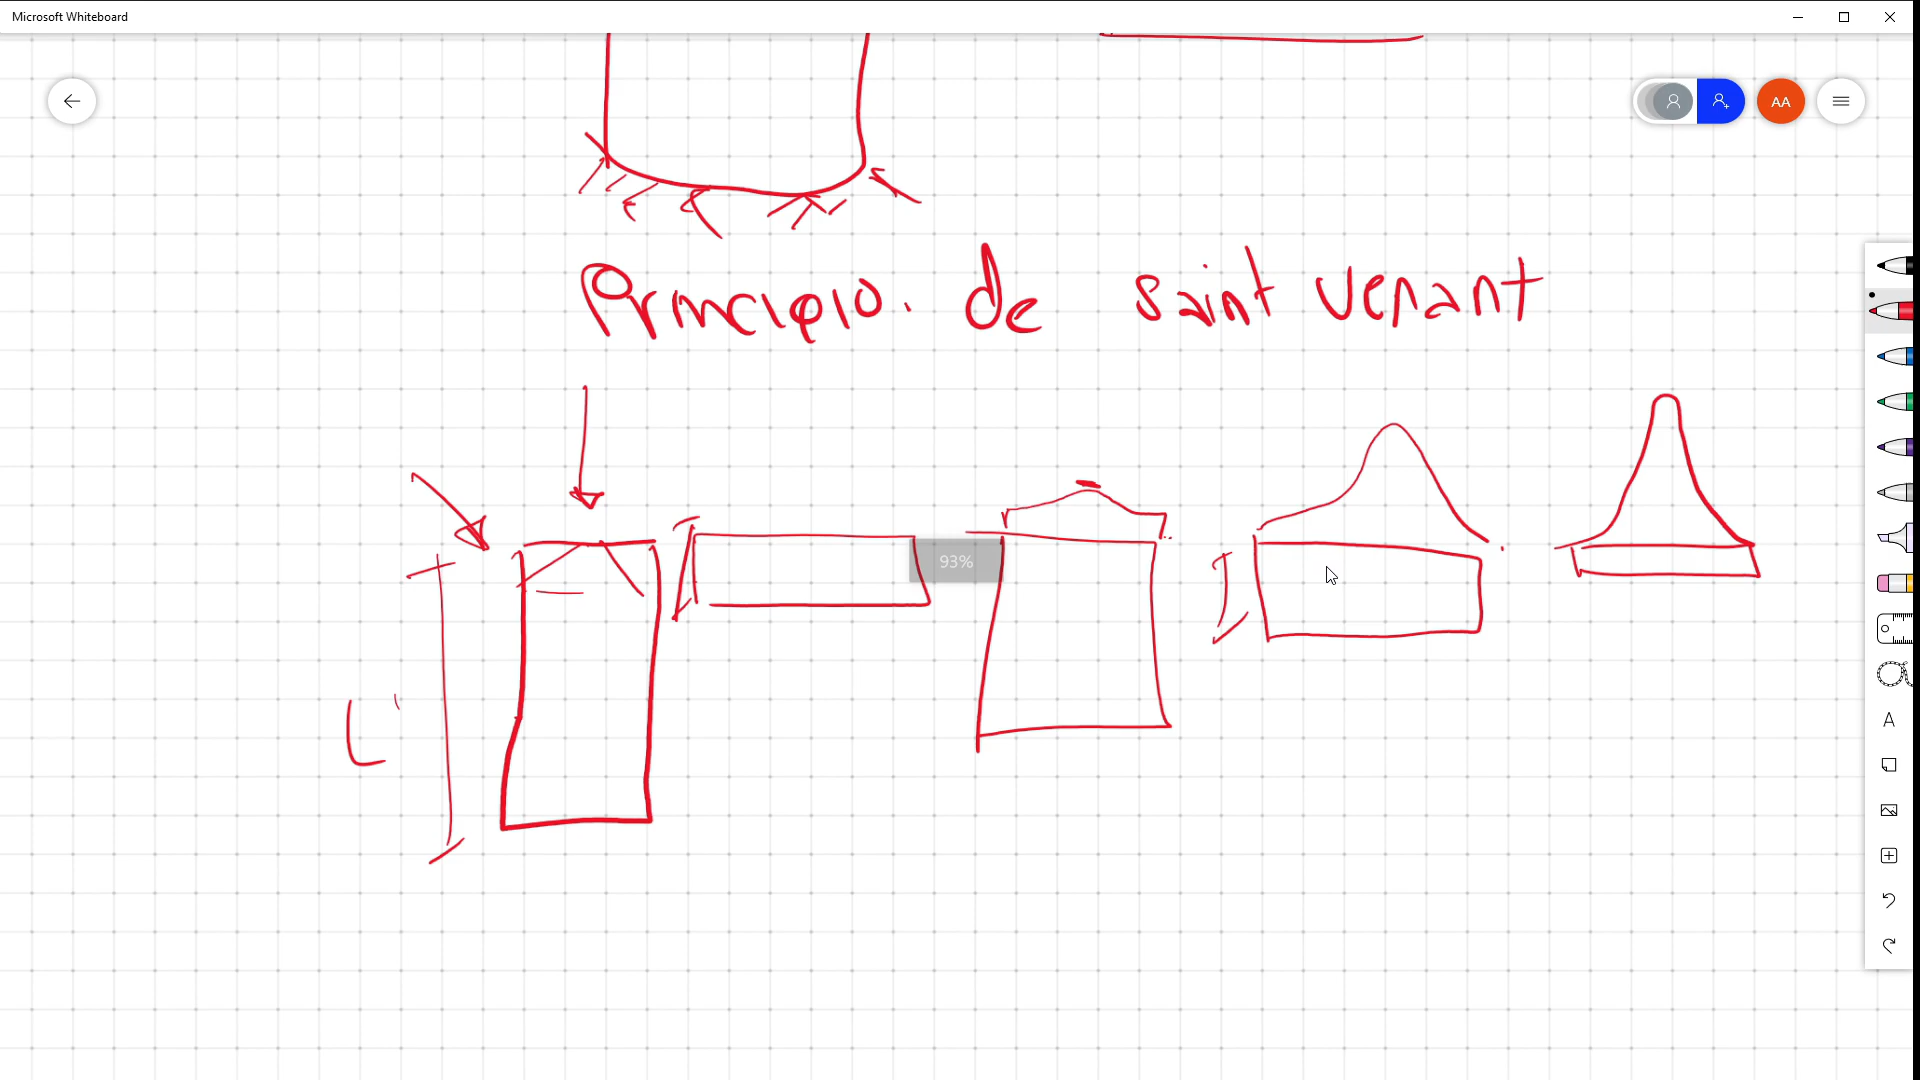 Microsoft Whiteboard
AA
Principio. de saint venant
93%
L'
A